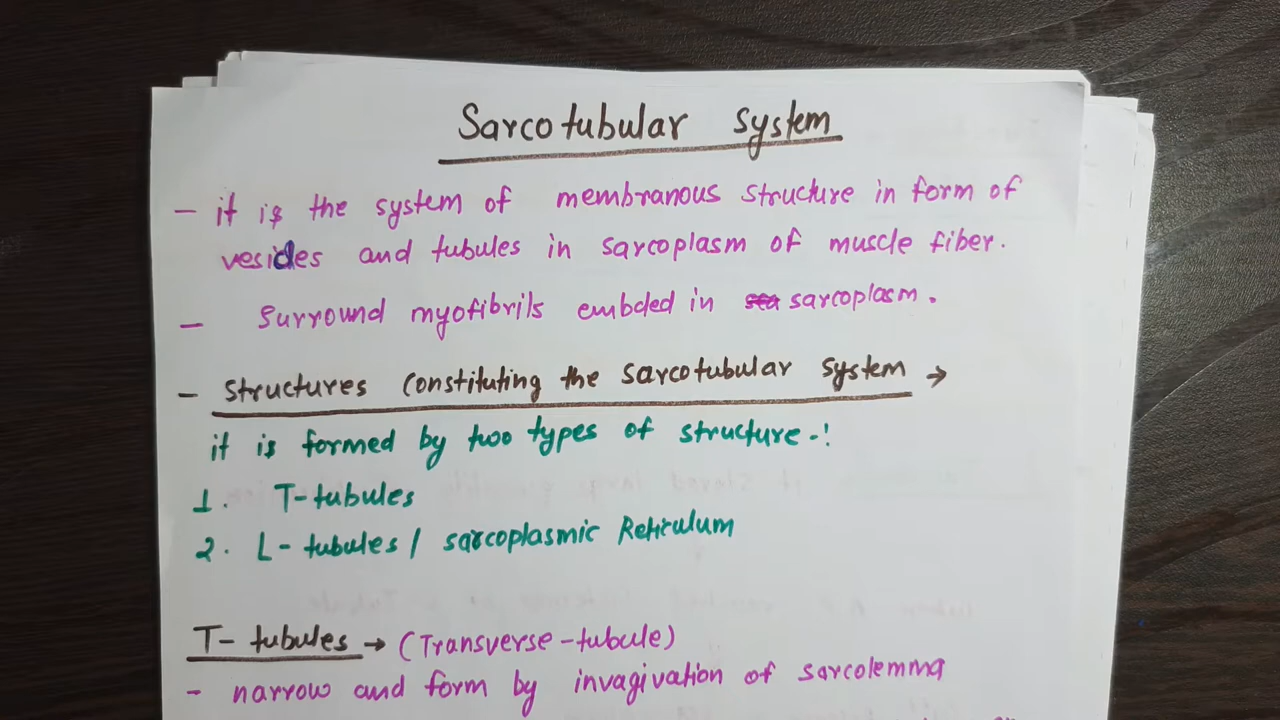 Sarcotubular system
- it is the system of membranous structure in form of
vesicles and tubules in sarcoplasm of muscle fiber.
- Surround myofibrils embded in sarcoplasm.
- Structures Constituting the Sarcotubular System →
it is formed by two types of structure -:
1. T-tubules
2. L-tubules / sarcoplasmic Reticulum
T-tubules → (Transverse-tubule)
- narrow and form by invagivation of sarcolemma